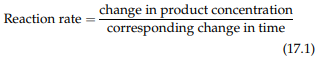 Reaction rate = change in product concentration
corresponding change in time
(17.1)